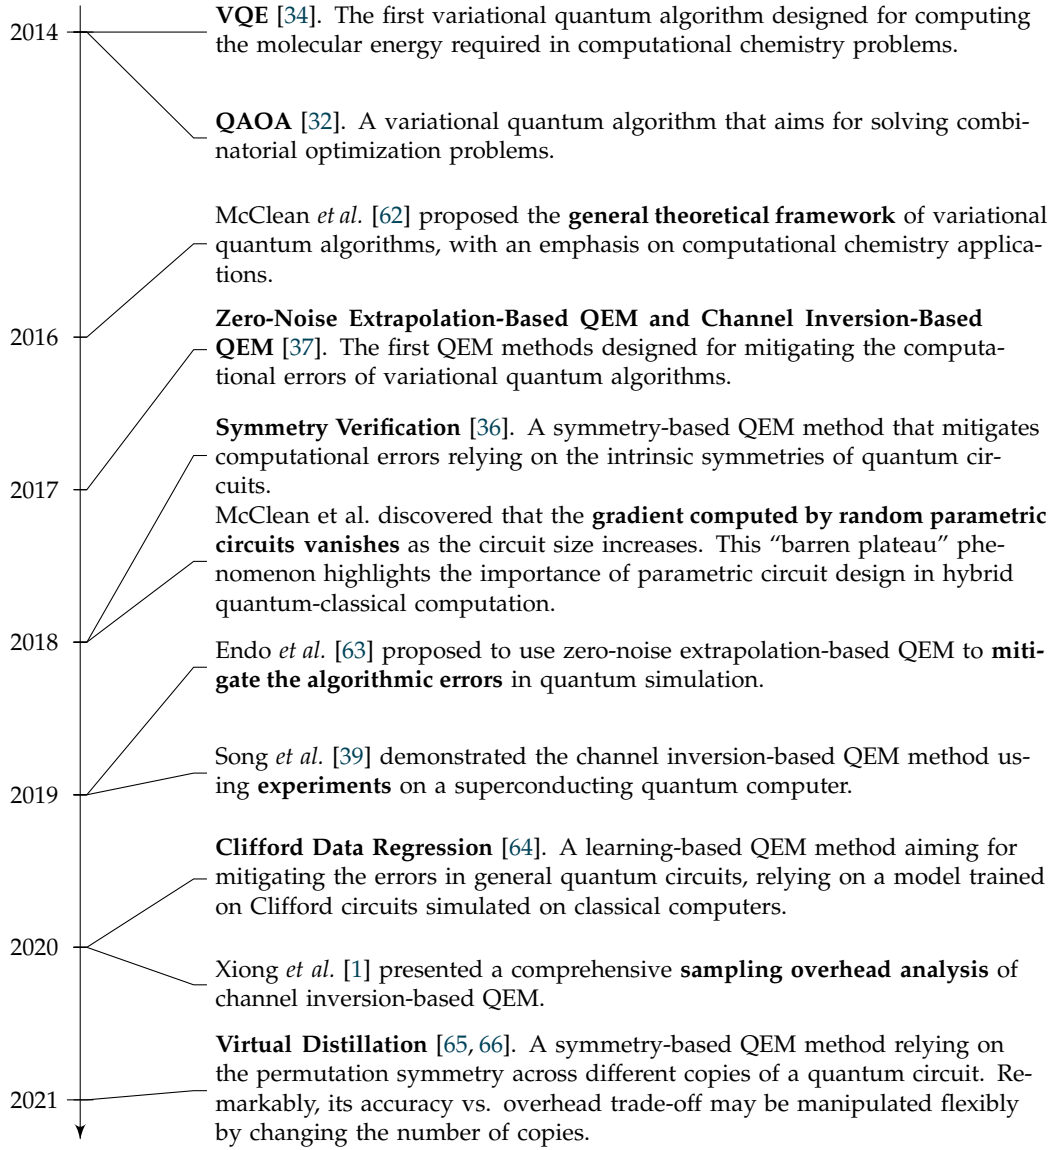 2014
VQE [34]. The first variational quantum algorithm designed for computing
the molecular energy required in computational chemistry problems.
QAOA [32]. A variational quantum algorithm that aims for solving combi-
natorial optimization problems.
McClean et al. [62] proposed the general theoretical framework of variational
quantum algorithms, with an emphasis on computational chemistry applica-
tions.
2016
Zero-Noise Extrapolation-Based QEM and Channel Inversion-Based
QEM [37]. The first QEM methods designed for mitigating the computa-
tional errors of variational quantum algorithms.
2017
Symmetry Verification [36]. A symmetry-based QEM method that mitigates
computational errors relying on the intrinsic symmetries of quantum cir-
cuits.
McClean et al. discovered that the gradient computed by random parametric
circuits vanishes as the circuit size increases. This “barren plateau” phe-
nomenon highlights the importance of parametric circuit design in hybrid
quantum-classical computation.
2018
Endo et al. [63] proposed to use zero-noise extrapolation-based QEM to miti-
gate the algorithmic errors in quantum simulation.
Song et al. [39] demonstrated the channel inversion-based QEM method us-
ing experiments on a superconducting quantum computer.
2019
Clifford Data Regression [64]. A learning-based QEM method aiming for
mitigating the errors in general quantum circuits, relying on a model trained
on Clifford circuits simulated on classical computers.
2020
Xiong et al. [1] presented a comprehensive sampling overhead analysis of
channel inversion-based QEM.
Virtual Distillation [65, 66]. A symmetry-based QEM method relying on
the permutation symmetry across different copies of a quantum circuit. Re-
markably, its accuracy vs. overhead trade-off may be manipulated flexibly
by changing the number of copies.
2021